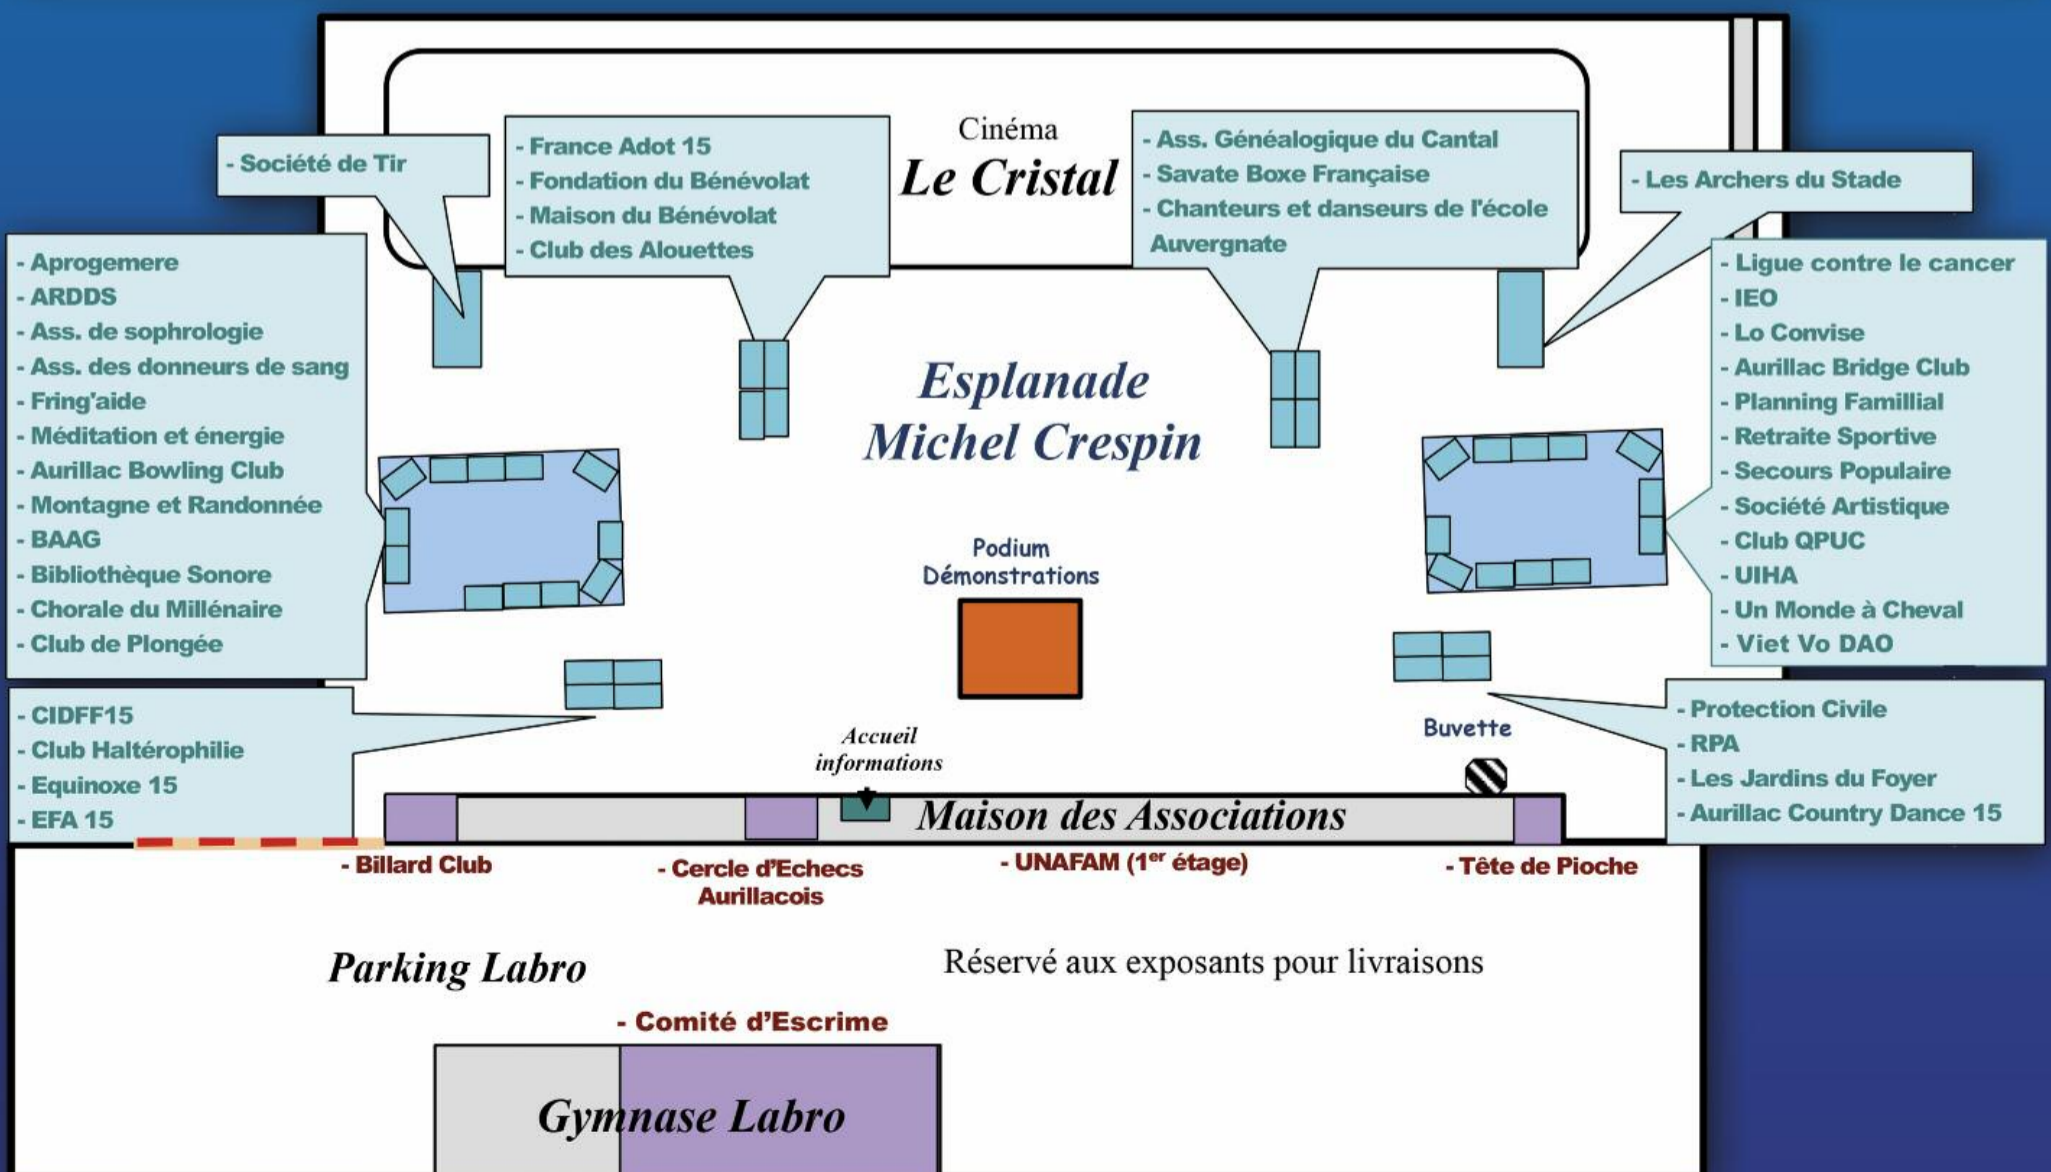 Cinéma
Le Cristal
- Société de Tir
- France Adot 15
- Fondation du Bénévolat
- Maison du Bénévolat
- Club des Alouettes
- Ass. Généalogique du Cantal
- Savate Boxe Française
- Chanteurs et danseurs de l'école
Auvergnate
- Les Archers du Stade
- Aprogemere
- ARDDS
- Ass. de sophrologie
- Ass. des donneurs de sang
- Fring'aide
- Méditation et énergie
- Aurillac Bowling Club
- Montagne et Randonnée
- BAAG
- Bibliothèque Sonore
- Chorale du Millénaire
- Club de Plongée
Esplanade
Michel Crespin
- Ligue contre le cancer
- IEO
- Lo Convise
- Aurillac Bridge Club
- Planning Famillial
- Retraite Sportive
- Secours Populaire
- Société Artistique
- Club QPUC
- UIHA
- Un Monde à Cheval
- Viet Vo DAO
Podium
Démonstrations
- CIDFF15
- Club Haltérophilie
- Equinoxe 15
- EFA 15
Accueil
informations
Buvette
- Protection Civile
- RPA
- Les Jardins du Foyer
- Aurillac Country Dance 15
Maison des Associations
- Billard Club
- Cercle d'Echecs
Aurillacois
- UNAFAM (1er étage)
- Tête de Pioche
Parking Labro
Réservé aux exposants pour livraisons
- Comité d’Escrime
Gymnase Labro